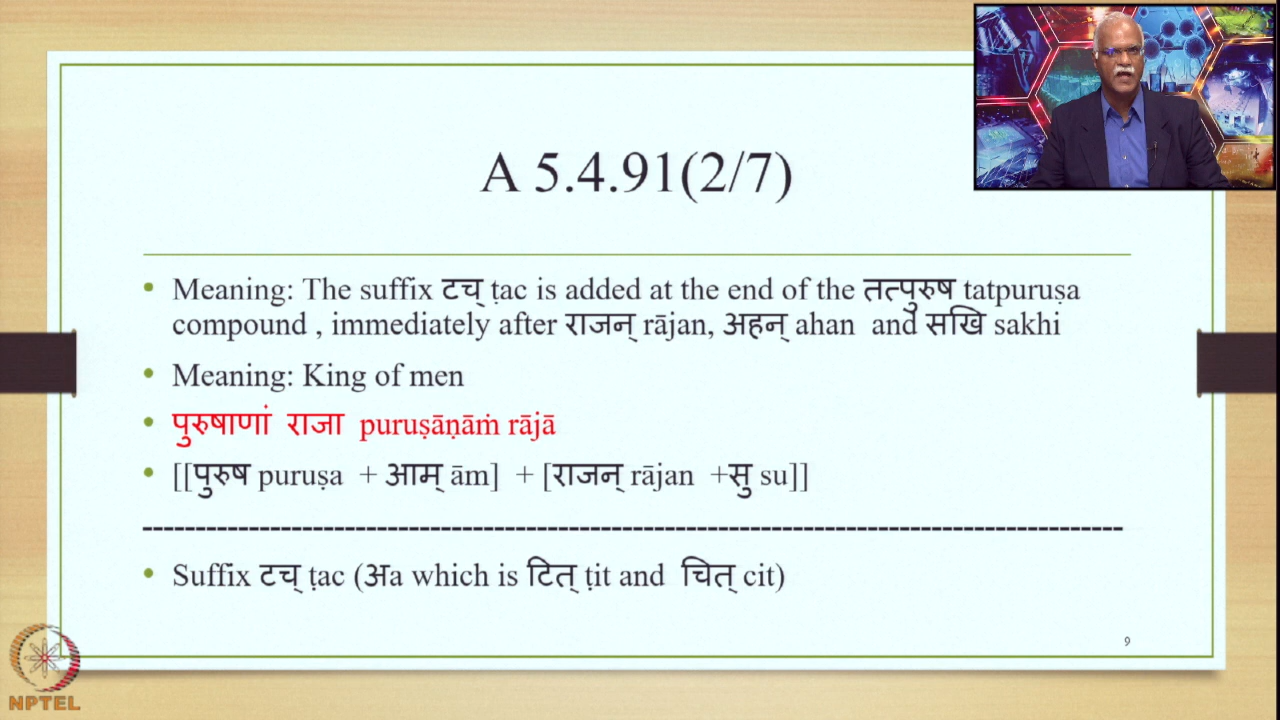 A 5.4.91(2/7)
• Meaning: The suffix टच् ṭac is added at the end of the तत्पुरुष tatpuruṣa
compound , immediately after राजन् rājan, अहन् ahan and सखि sakhi
• Meaning: King of men
• पुरुषाणां राजा puruṣāṇāṁ rājā
• [[पुरुष puruṣa + आम् ām] + [राजन् rājan +सु su]]
• Suffix टच् ṭac (अa which is टित् ṭit and चित् cit)
9
NPTEL